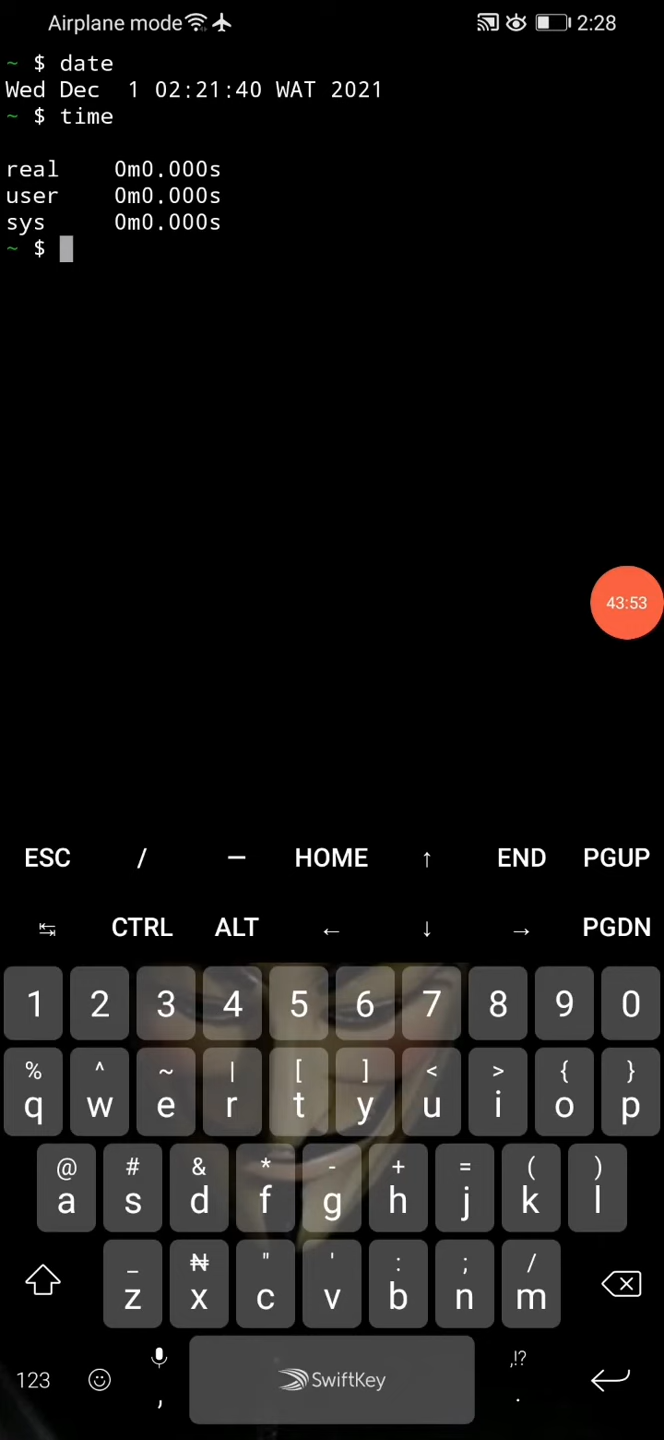 Airplane mode 2:28
~ $ date
Wed Dec  1 02:21:40 WAT 2021
~ $ time
real    0m0.000s
user    0m0.000s
sys     0m0.000s
~ $
43:53
ESC / — HOME ↑ END PGUP
↹ CTRL ALT ← ↓ → PGDN
1 2 3 4 5 6 7 8 9 0
% ^ ~ | [ ] < > { }
q w e r t y u i o p
@ # & * - + = ( )
a s d f g h j k l
_ ₦ " ' : ; /
z x c v b n m
,!?
123 , SwiftKey .